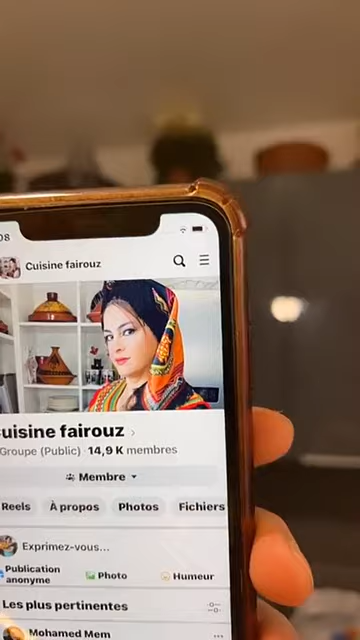 08
Cuisine fairouz
uisine fairouz >
Groupe (Public) · 14,9 K membres
Membre
Reels À propos Photos Fichiers
Exprimez-vous...
Publication anonyme Photo Humeur
Les plus pertinentes
Mohamed Mem ...